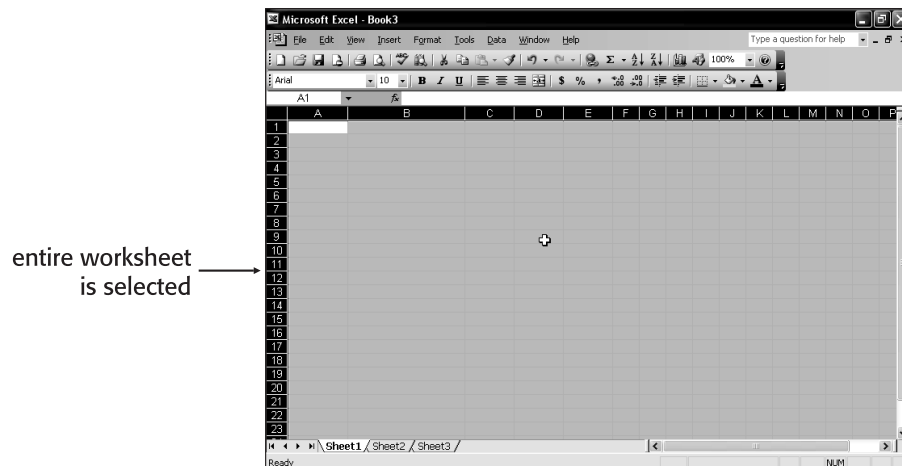 Microsoft Excel - Book3
File Edit View Insert Format Tools Data Window Help
Type a question for help
100%
Arial 10 B I U $ % , A
A1 fx
A B C D E F G H I J K L M N O P
1
2
3
4
5
6
7
8
9
10
11
12
13
14
15
16
17
18
19
20
21
22
23
entire worksheet
is selected
Sheet1 / Sheet2 / Sheet3 /
Ready NUM